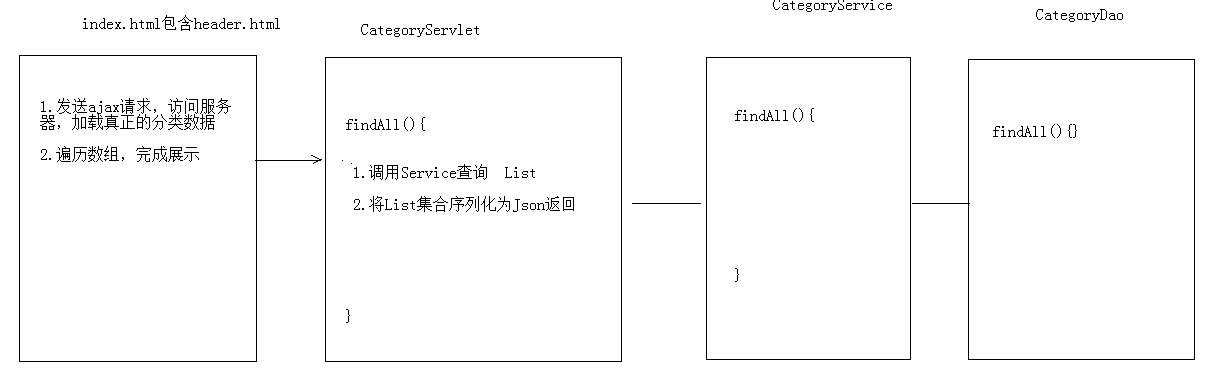 index.html包含header.html
CategoryServlet
CategoryService
CategoryDao
1.发送ajax请求，访问服务
器，加载真正的分类数据
2.遍历数组，完成展示
findAll(){
1.调用Service查询 List
2.将List集合序列化为Json返回
}
findAll(){
}
findAll(){}